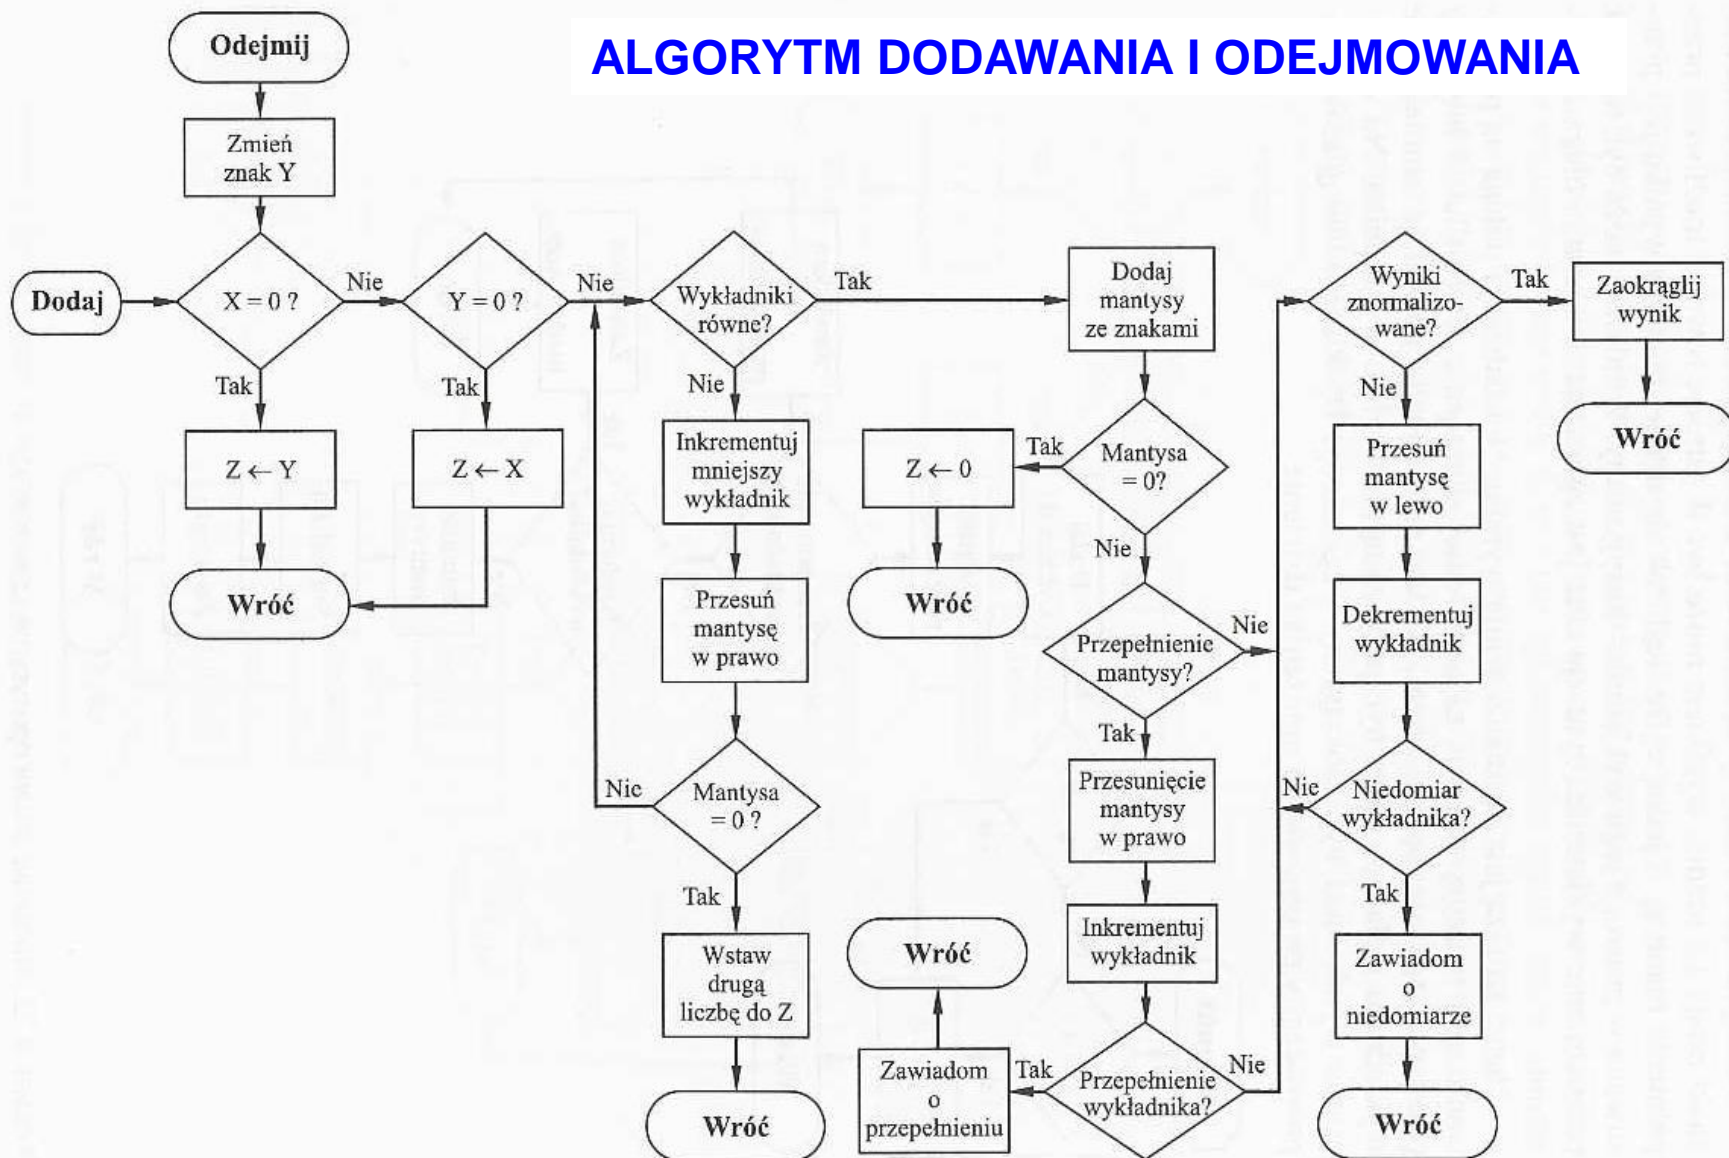 ALGORYTM DODAWANIA I ODEJMOWANIA
Odejmij
Zmień
znak Y
Dodaj
X = 0 ?
Nie
Tak
Z ← Y
Wróć
Y = 0 ?
Nie
Tak
Z ← X
Wykładniki
równe?
Tak
Nie
Inkrementuj
mniejszy
wykładnik
Przesuń
mantysę
w prawo
Mantysa
= 0 ?
Nie
Tak
Wstaw
drugą
liczbę do Z
Wróć
Dodaj
mantysy
ze znakami
Mantysa
= 0?
Tak
Z ← 0
Wróć
Nie
Przepełnienie
mantysy?
Nie
Tak
Przesunięcie
mantysy
w prawo
Inkrementuj
wykładnik
Przepełnienie
wykładnika?
Tak
Zawiadom
o
przepełnieniu
Wróć
Nie
Wyniki
znormalizo-
wane?
Tak
Zaokrąglij
wynik
Wróć
Nie
Przesuń
mantysę
w lewo
Dekrementuj
wykładnik
Niedomiar
wykładnika?
Nie
Tak
Zawiadom
o
niedomiarze
Wróć